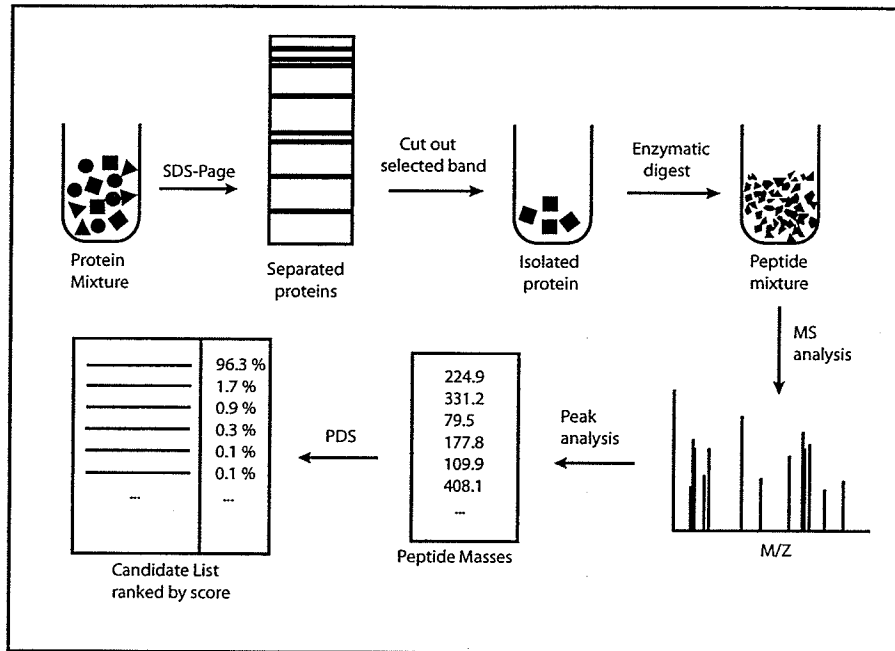 SDS-Page
Cut out
selected band
Enzymatic
digest
Protein
Mixture
Separated
proteins
Isolated
protein
Peptide
mixture
MS
analysis
96.3 %
1.7 %
0.9 %
0.3 %
0.1 %
0.1 %
...
...
Candidate List
ranked by score
PDS
224.9
331.2
79.5
177.8
109.9
408.1
...
Peptide Masses
Peak
analysis
M/Z